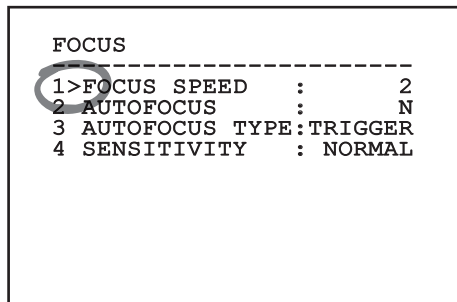 FOCUS
-------------------------
1>FOCUS SPEED   :      2
2 AUTOFOCUS     :      N
3 AUTOFOCUS TYPE:TRIGGER
4 SENSITIVITY   : NORMAL